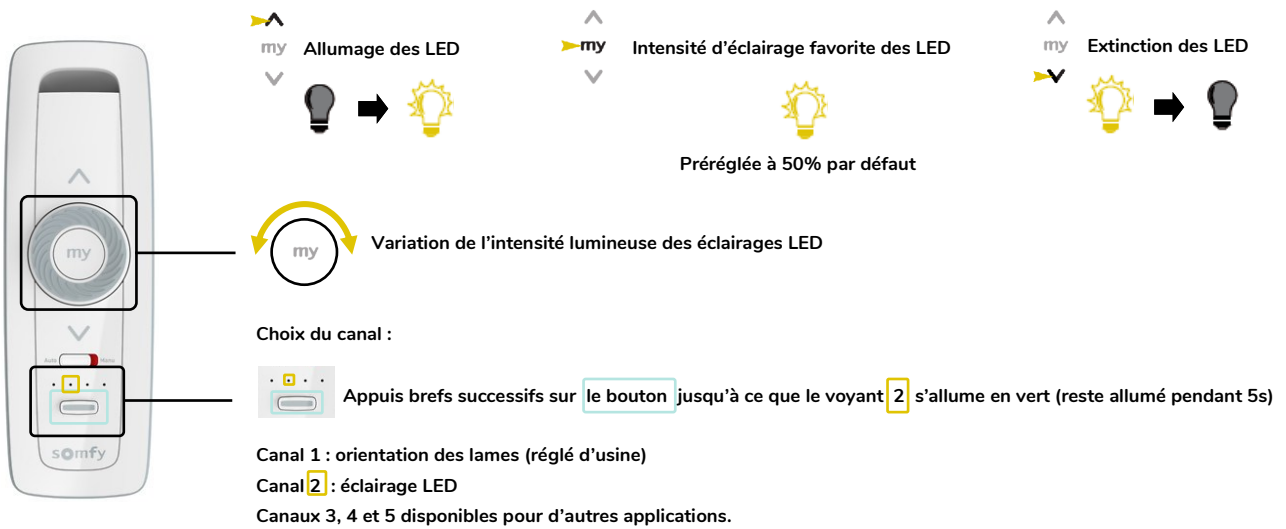 my Allumage des LED
my Intensité d'éclairage favorite des LED
my Extinction des LED
Préréglée à 50% par défaut
my
my Variation de l'intensité lumineuse des éclairages LED
Auto Manu
somfy
Choix du canal :
Appuis brefs successifs sur le bouton jusqu'à ce que le voyant 2 s'allume en vert (reste allumé pendant 5s)
Canal 1 : orientation des lames (réglé d'usine)
Canal 2 : éclairage LED
Canaux 3, 4 et 5 disponibles pour d'autres applications.